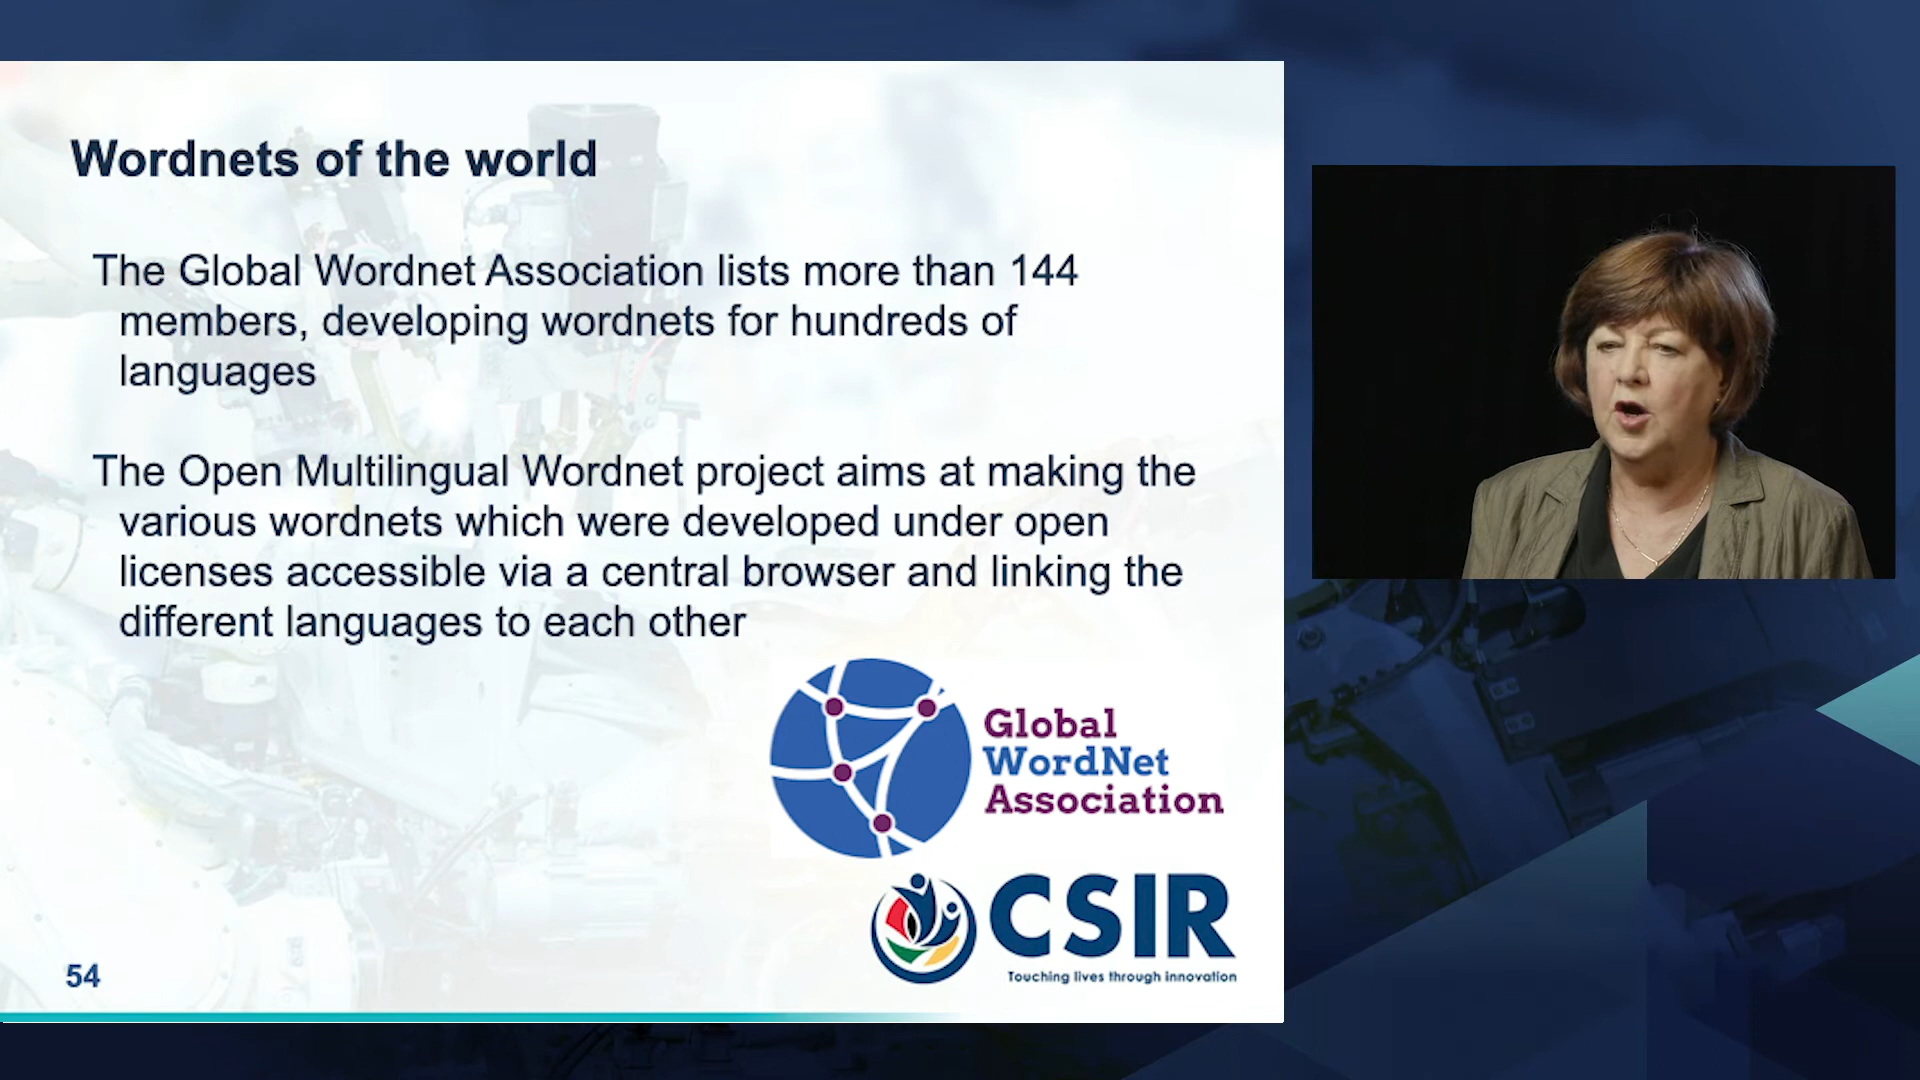 Wordnets of the world
The Global Wordnet Association lists more than 144
members, developing wordnets for hundreds of
languages
The Open Multilingual Wordnet project aims at making the
various wordnets which were developed under open
licenses accessible via a central browser and linking the
different languages to each other
Global
WordNet
Association
CSIR
Touching lives through innovation
54